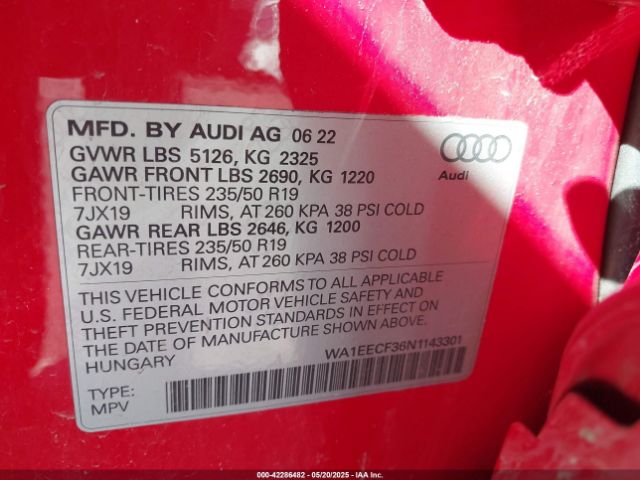 MFD. BY AUDI AG 06 22
GVWR LBS 5126, KG 2325
GAWR FRONT LBS 2690, KG 1220
FRONT-TIRES 235/50 R19
7JX19 RIMS, AT 260 KPA 38 PSI COLD
GAWR REAR LBS 2646, KG 1200
REAR-TIRES 235/50 R19
7JX19 RIMS, AT 260 KPA 38 PSI COLD
Audi
THIS VEHICLE CONFORMS TO ALL APPLICABLE
U.S. FEDERAL MOTOR VEHICLE SAFETY AND
THEFT PREVENTION STANDARDS IN EFFECT ON
THE DATE OF MANUFACTURE SHOWN ABOVE
HUNGARY
WA1EECF36N1143301
TYPE:
MPV
000-42286482 - 05/20/2025 - IAA Inc.